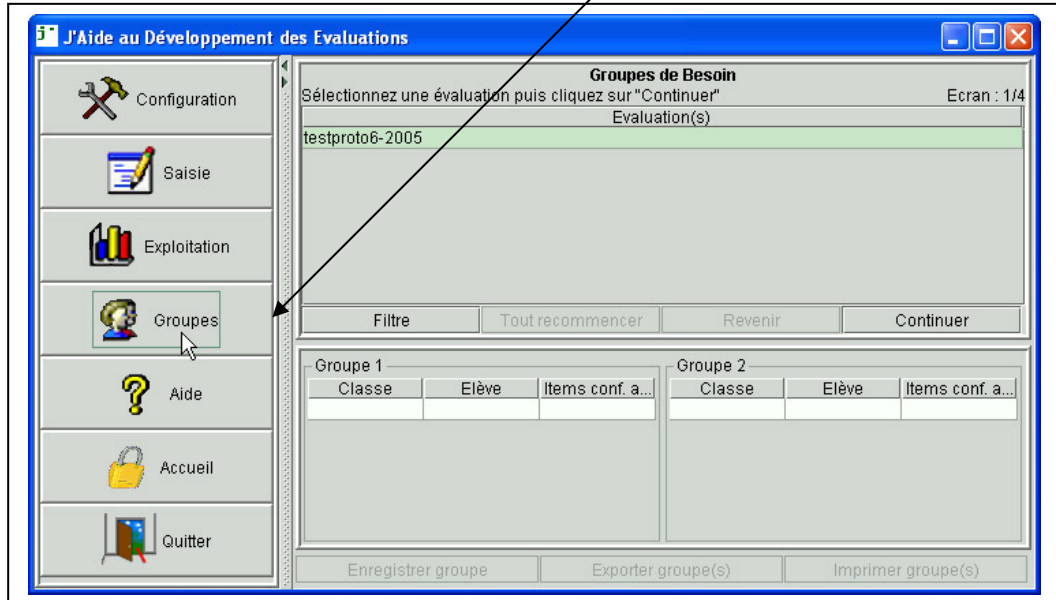 J'Aide au Développement des Evaluations
Configuration
Saisie
Exploitation
Groupes
Aide
Accueil
Quitter
Groupes de Besoin
Sélectionnez une évaluation puis cliquez sur "Continuer" Ecran : 1/4
Evaluation(s)
testproto6-2005
Filtre Tout recommencer Revenir Continuer
Groupe 1 Groupe 2
Classe Elève Items conf. a... Classe Elève Items conf. a...
Enregistrer groupe Exporter groupe(s) Imprimer groupe(s)